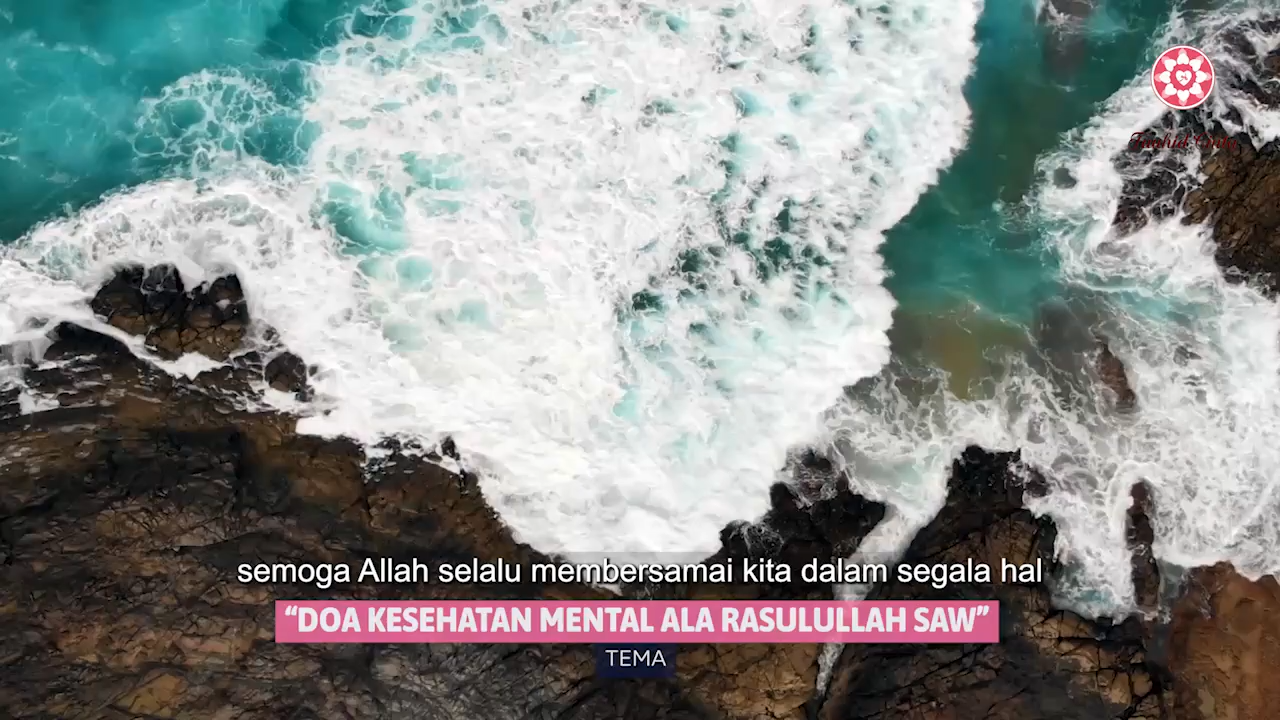 semoga Allah selalu membersamai kita dalam segala hal
“DOA KESEHATAN MENTAL ALA RASULULLAH SAW”
TEMA